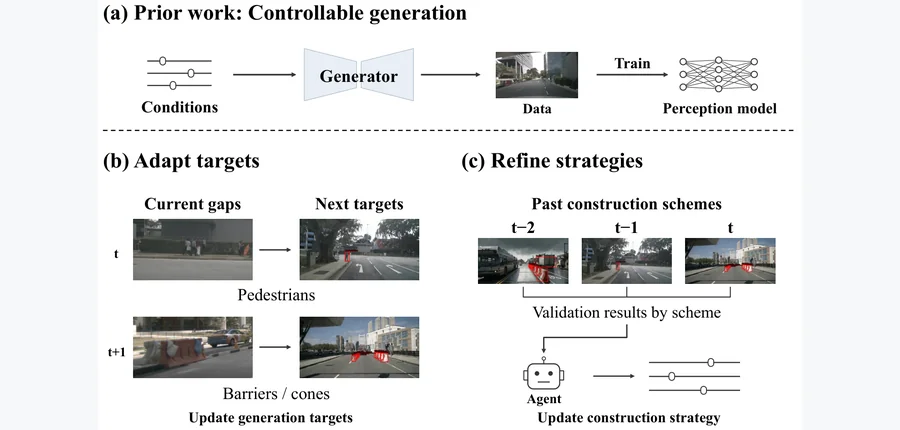 (a) Prior work: Controllable generation
Conditions
Generator
Data
Train
Perception model
(b) Adapt targets
Current gaps
Next targets
t
Pedestrians
t+1
Barriers / cones
Update generation targets
(c) Refine strategies
Past construction schemes
t−2
t−1
t
Validation results by scheme
Agent
Update construction strategy